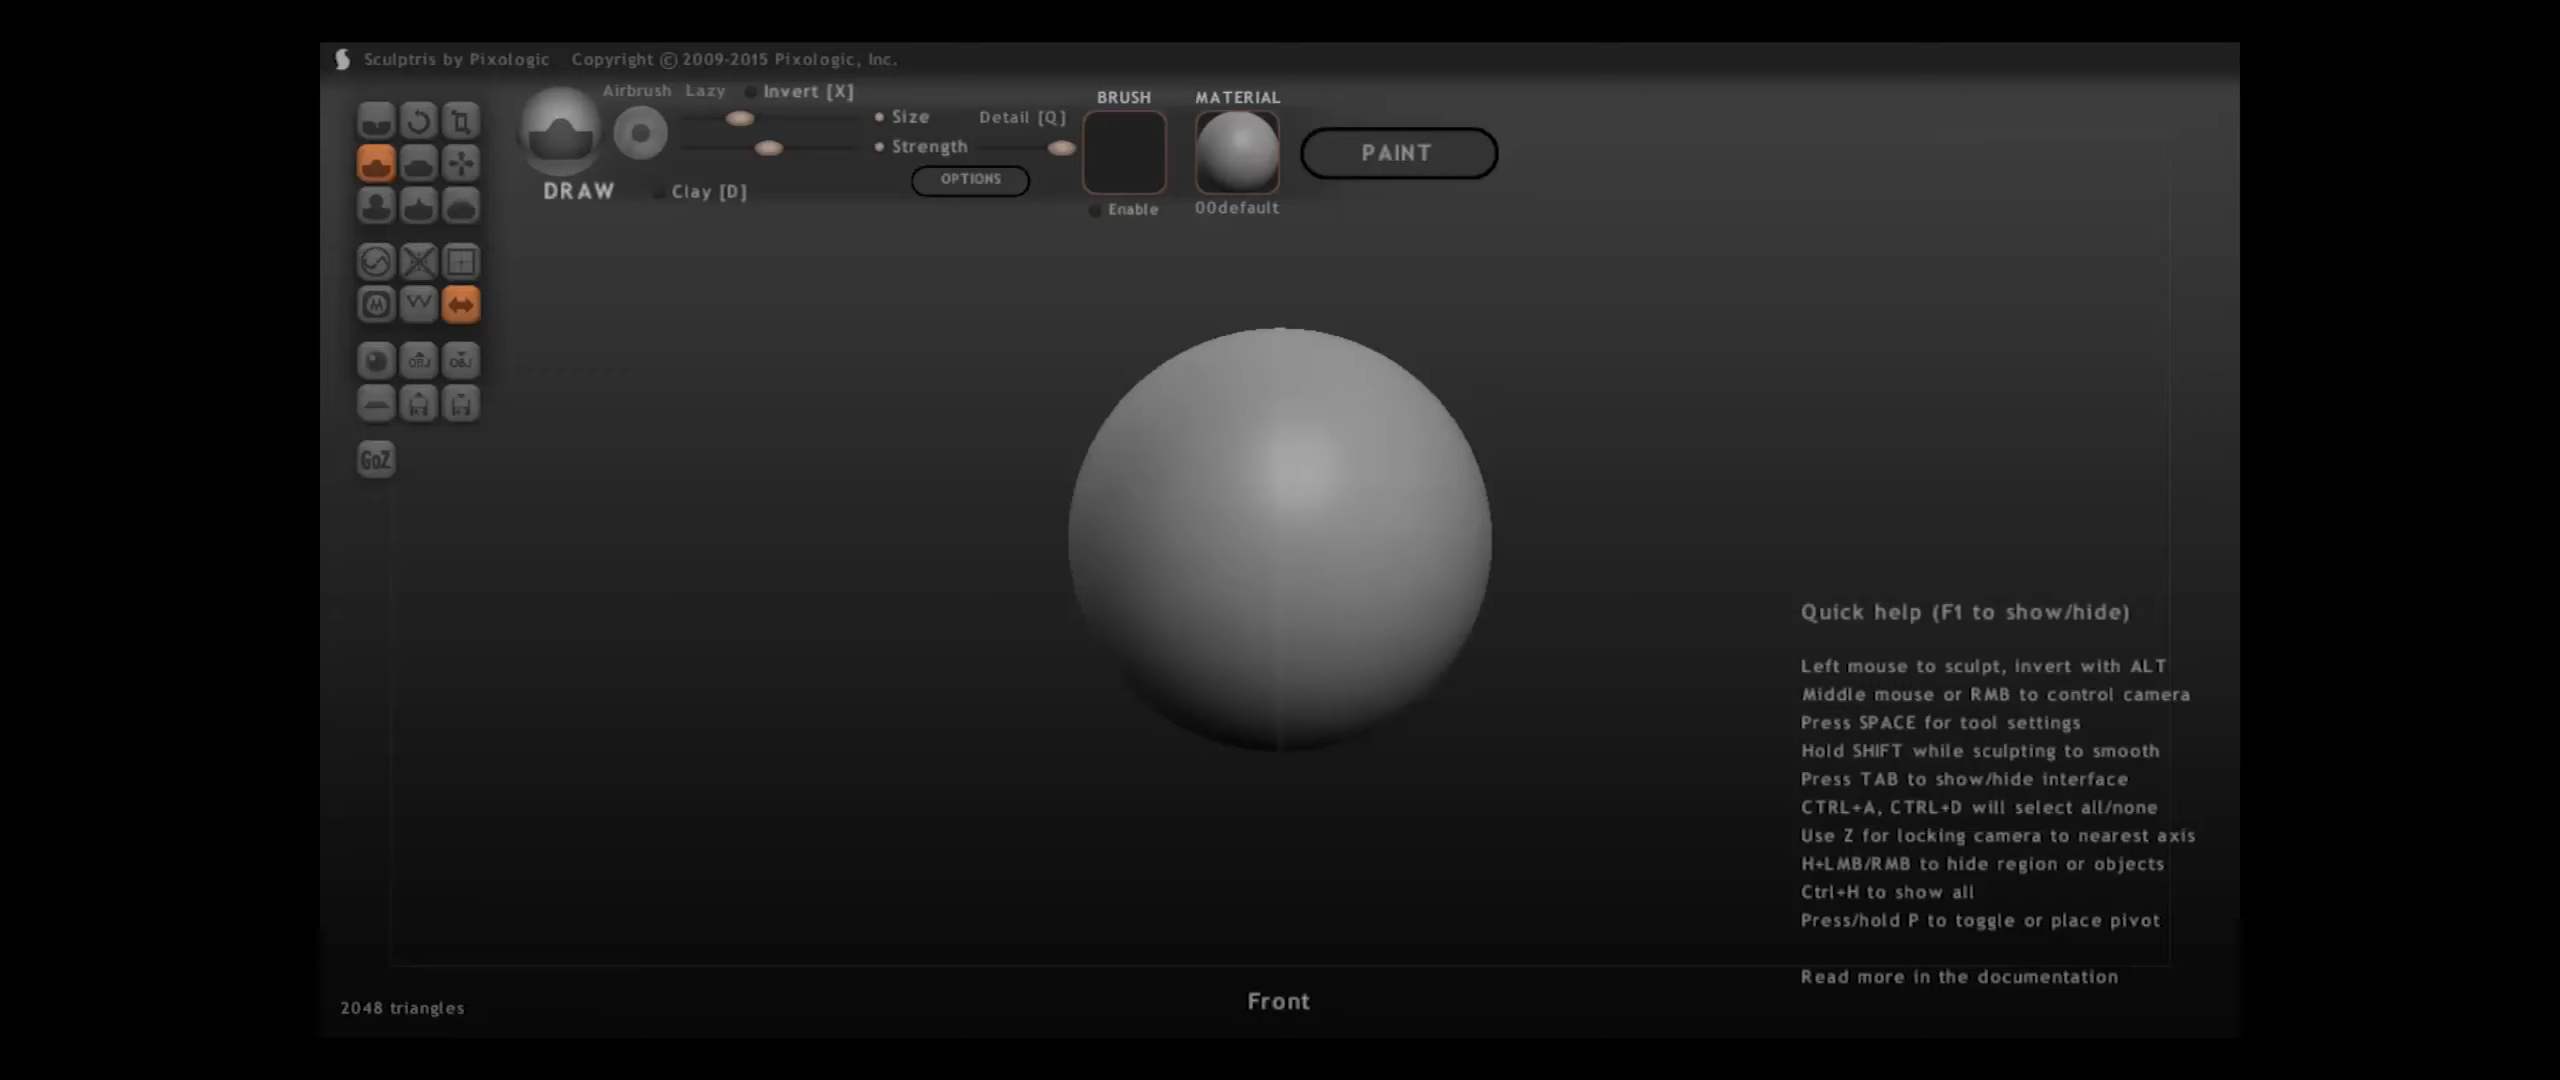 Sculptris by Pixologic Copyright © 2009-2015 Pixologic, Inc.
Airbrush Lazy Invert [X]
BRUSH MATERIAL
Size Detail [Q]
Strength
PAINT
OPTIONS
DRAW Clay [D]
Enable 00default
OBJ OBJ
GoZ
Quick help (F1 to show/hide)
Left mouse to sculpt, invert with ALT
Middle mouse or RMB to control camera
Press SPACE for tool settings
Hold SHIFT while sculpting to smooth
Press TAB to show/hide interface
CTRL+A, CTRL+D will select all/none
Use Z for locking camera to nearest axis
H+LMB/RMB to hide region or objects
Ctrl+H to show all
Press/hold P to toggle or place pivot
Read more in the documentation
Front
2048 triangles